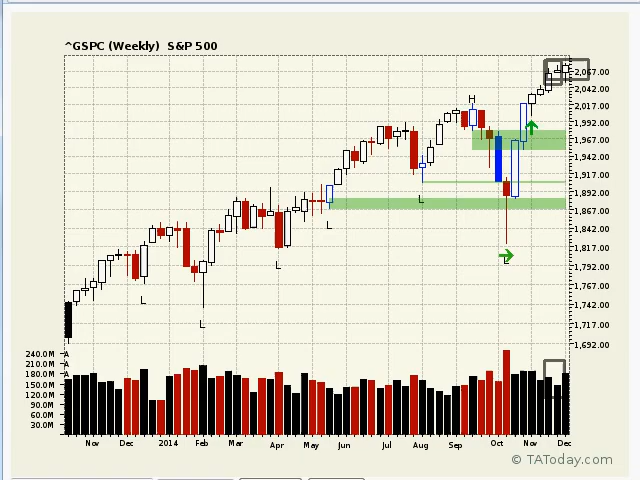 ^GSPC (Weekly)  S&P 500
2,067.00
2,042.00
2,017.00
1,992.00
1,967.00
1,942.00
1,917.00
1,892.00
1,867.00
1,842.00
1,817.00
1,792.00
1,767.00
1,742.00
1,717.00
1,692.00
H
L
L
L
L
L
L
240.0M A
210.0M A
180.0M A
150.0M
120.0M
90.0M
60.0M
30.0M
Nov Dec 2014 Feb Mar Apr May Jun Jul Aug Sep Oct Nov Dec
© TAToday.com